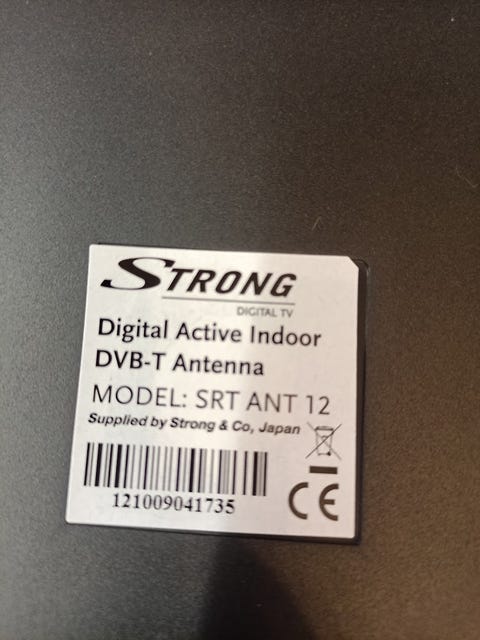 STRONG
DIGITAL TV
Digital Active Indoor
DVB-T Antenna
MODEL: SRT ANT 12
Supplied by Strong & Co, Japan
CE
121009041735